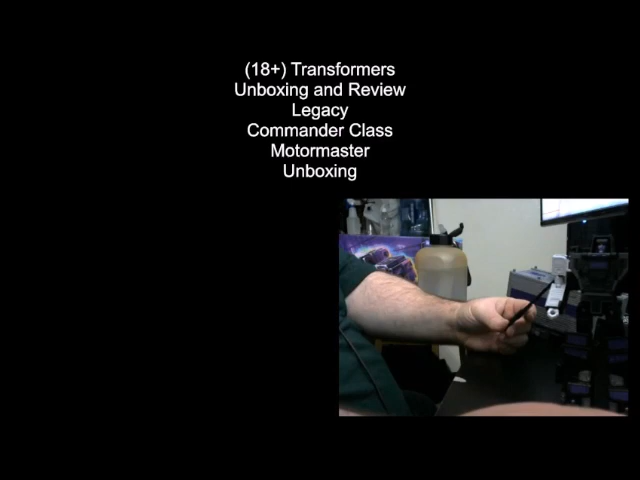 (18+) Transformers
Unboxing and Review
Legacy
Commander Class
Motormaster
Unboxing